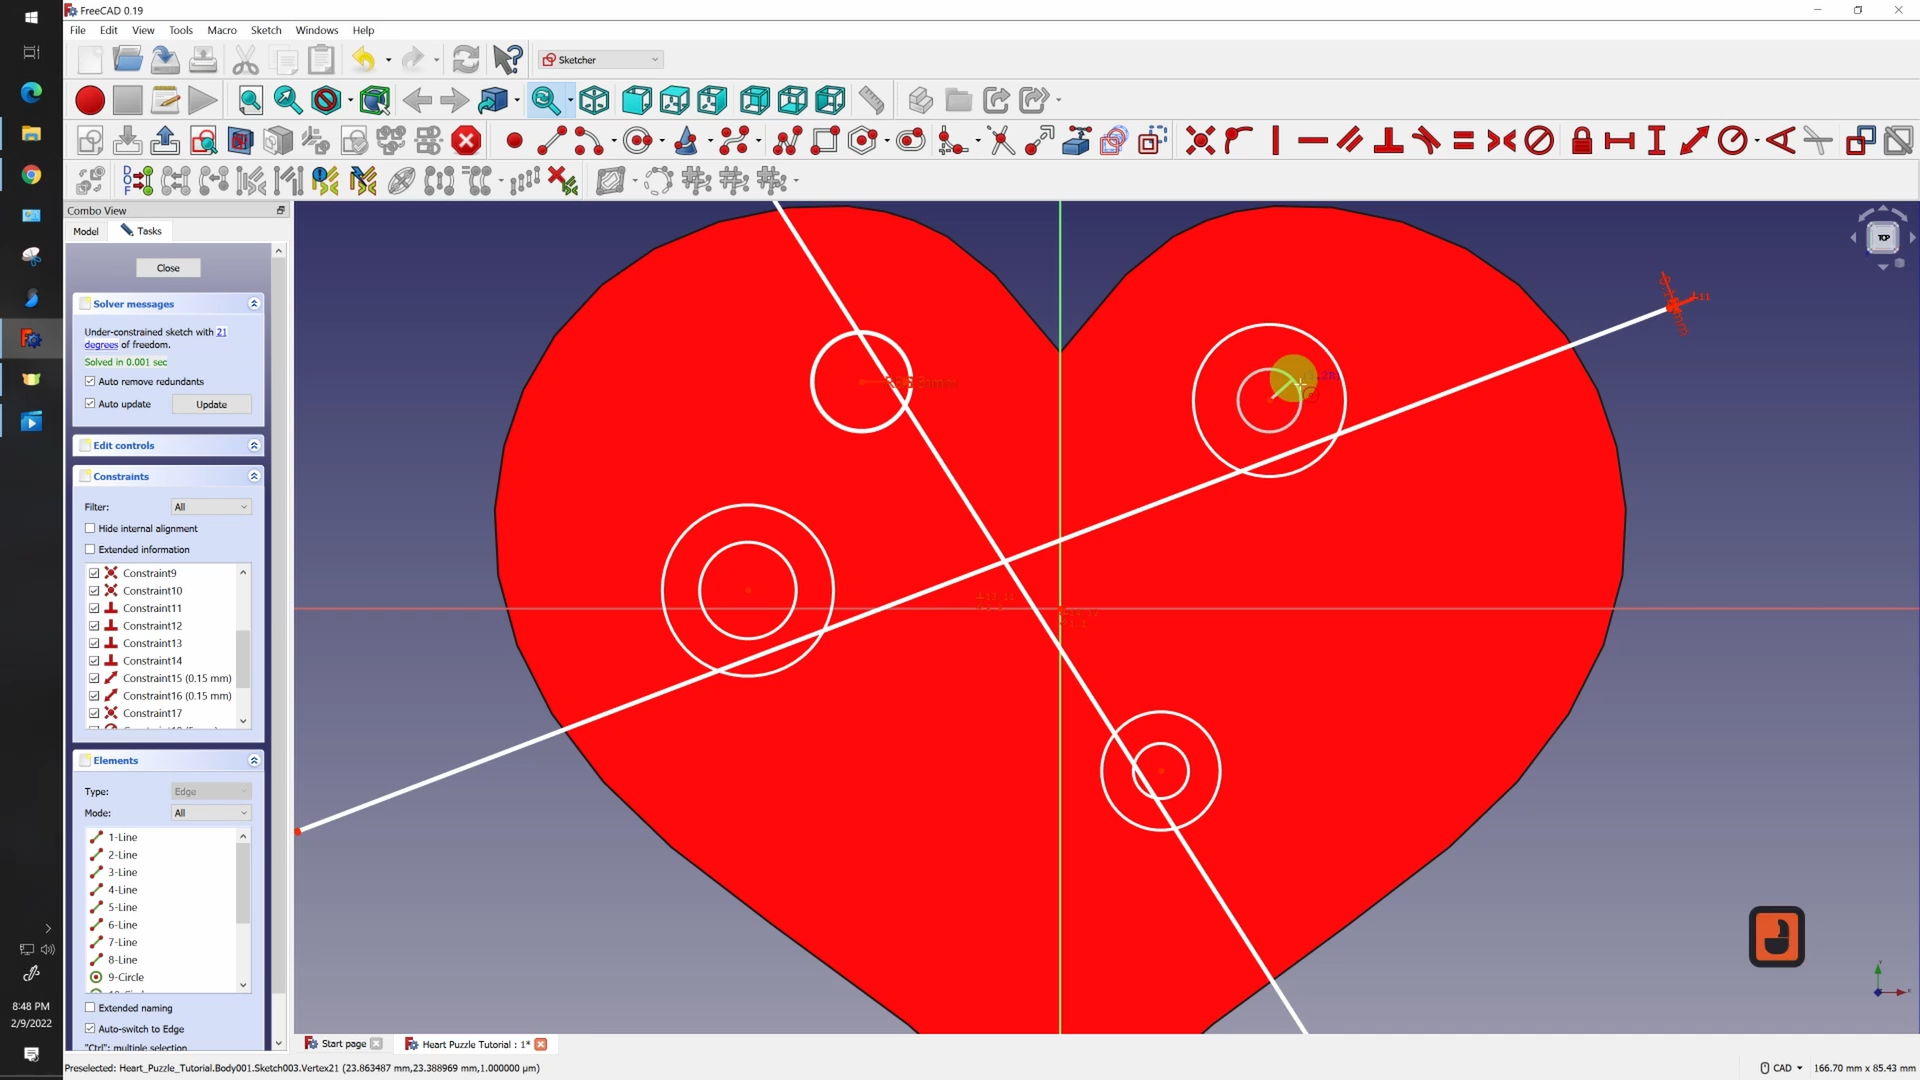 FreeCAD 0.19
File Edit View Tools Macro Sketch Windows Help
Sketcher
Combo View
Model Tasks
Close
Solver messages
Under-constrained sketch with 21
degrees of freedom.
Solved in 0.001 sec
Auto remove redundants
Auto update Update
Edit controls
Constraints
Filter: All
Hide internal alignment
Extended information
Constraint9
Constraint10
Constraint11
Constraint12
Constraint13
Constraint14
Constraint15 (0.15 mm)
Constraint16 (0.15 mm)
Constraint17
Elements
Type: Edge
Mode: All
1-Line
2-Line
3-Line
4-Line
5-Line
6-Line
7-Line
8-Line
9-Circle
Extended naming
Auto-switch to Edge
"Ctrl": multiple selection
TOP
Start page
Heart Puzzle Tutorial : 1*
Preselected: Heart_Puzzle_Tutorial.Body001.Sketch003.Vertex21 (23.863487 mm,23.388969 mm,1.000000 μm)
CAD
166.70 mm x 85.43 mm
8:48 PM
2/9/2022